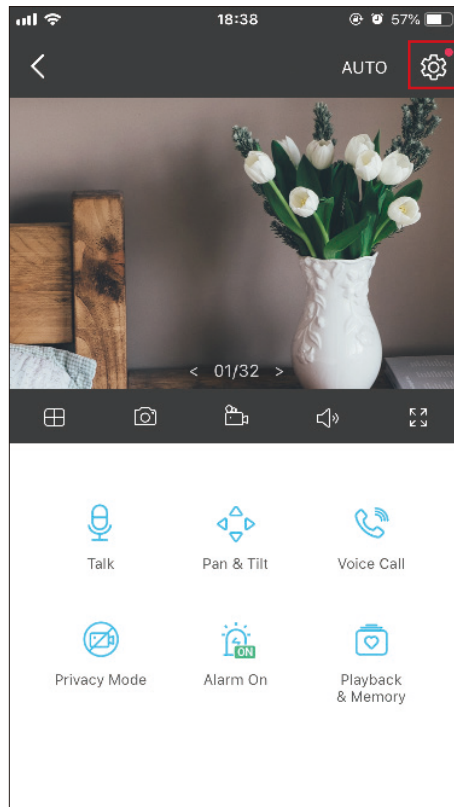 18:38
57%
AUTO
< 01/32 >
Talk
Pan & Tilt
Voice Call
ON
Privacy Mode
Alarm On
Playback
& Memory